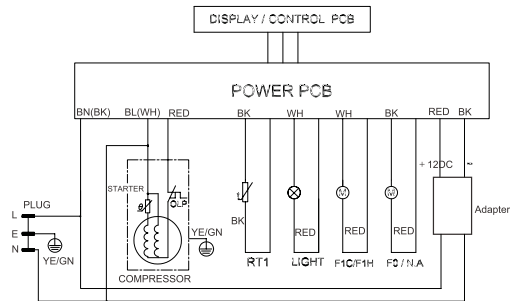 DISPLAY / CONTROL PCB
POWER PCB
BN(BK) BL(WH) RED BK WH WH BK RED BK
+ 12DC -
STARTER
θ
OLP
t
M
M
Adapter
PLUG
L
E
N
YE/GN
YE/GN
BK RED RED RED
RT1 LIGHT F1C/F1H F3 / N.A
COMPRESSOR